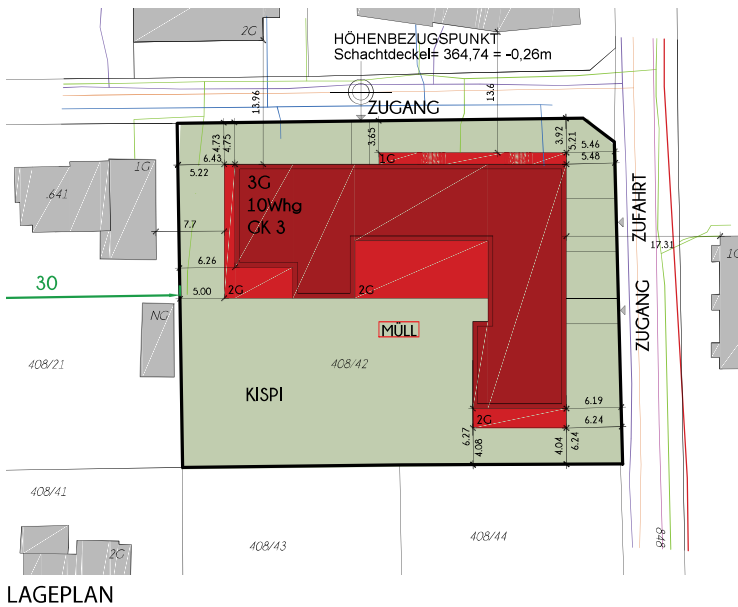 2G
HÖHENBEZUGSPUNKT
Schachtdeckel= 364,74 = -0,26m
13.96
13.6
ZUGANG
4.73
4.75
3.65
3.92
5.21
5.46
6.43
5.48
5.22
1G
1G
.641
3G
10Whg
GK 3
ZUFAHRT
7.7
17.31
1G
6.26
30
5.00
2G
2G
NG
MÜLL
ZUGANG
408/21
408/42
KISPI
6.19
2G
6.24
6.27
4.08
4.04
6.24
408/41
408/43
408/44
848
2G
LAGEPLAN